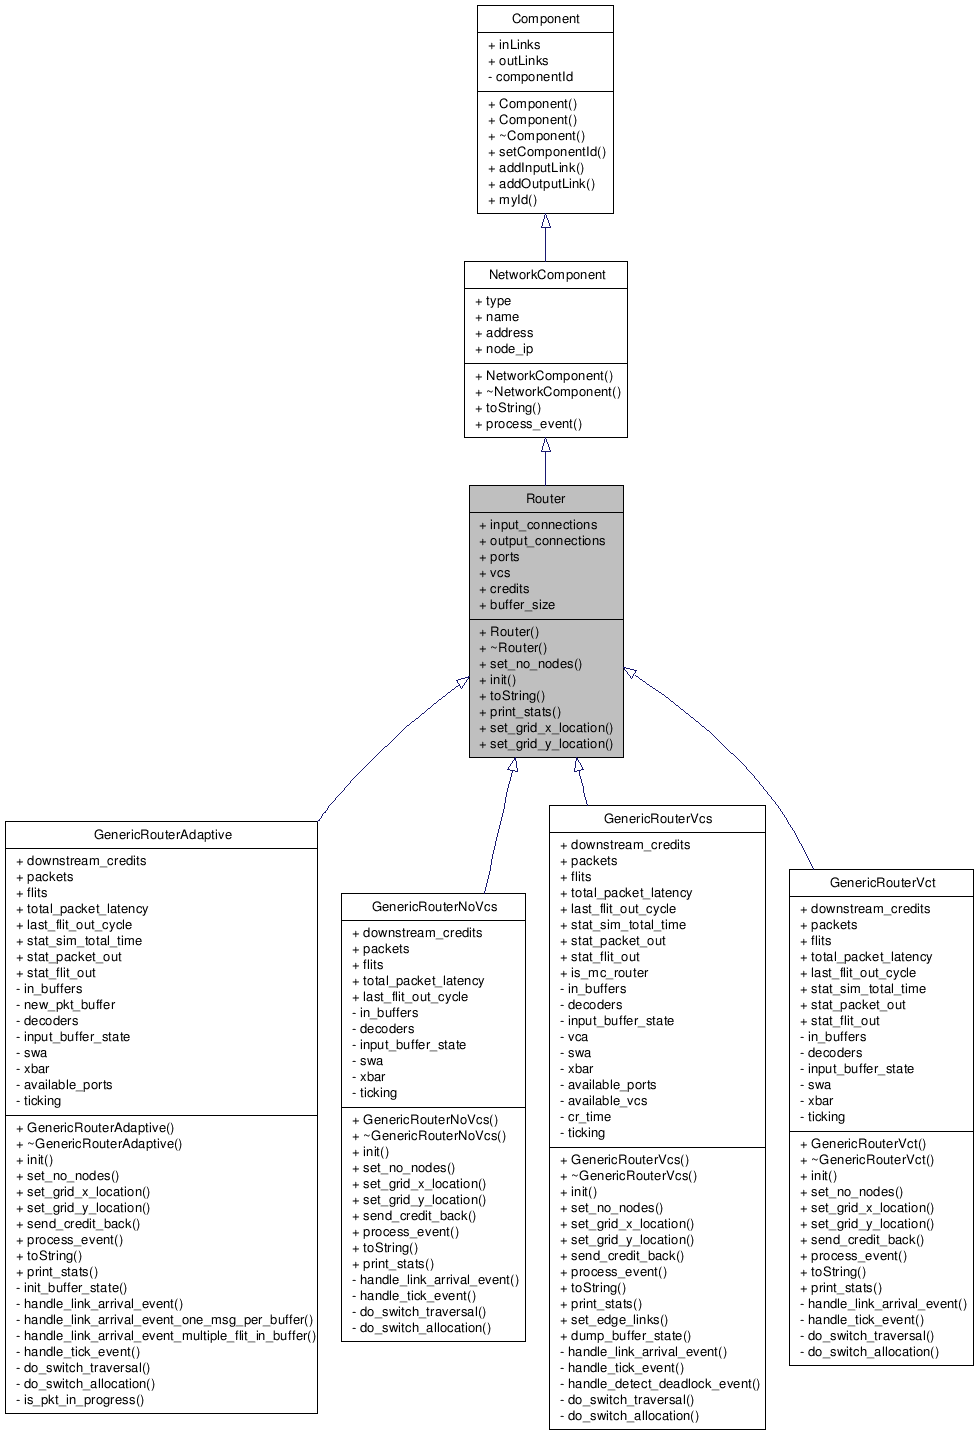 Component
+ inLinks
+ outLinks
- componentId
+ Component()
+ Component()
+ ~Component()
+ setComponentId()
+ addInputLink()
+ addOutputLink()
+ myId()
NetworkComponent
+ type
+ name
+ address
+ node_ip
+ NetworkComponent()
+ ~NetworkComponent()
+ toString()
+ process_event()
Router
+ input_connections
+ output_connections
+ ports
+ vcs
+ credits
+ buffer_size
+ Router()
+ ~Router()
+ set_no_nodes()
+ init()
+ toString()
+ print_stats()
+ set_grid_x_location()
+ set_grid_y_location()
GenericRouterAdaptive
+ downstream_credits
+ packets
+ flits
+ total_packet_latency
+ last_flit_out_cycle
+ stat_sim_total_time
+ stat_packet_out
+ stat_flit_out
- in_buffers
- new_pkt_buffer
- decoders
- input_buffer_state
- swa
- xbar
- available_ports
- ticking
+ GenericRouterAdaptive()
+ ~GenericRouterAdaptive()
+ init()
+ set_no_nodes()
+ set_grid_x_location()
+ set_grid_y_location()
+ send_credit_back()
+ process_event()
+ toString()
+ print_stats()
- init_buffer_state()
- handle_link_arrival_event()
- handle_link_arrival_event_one_msg_per_buffer()
- handle_link_arrival_event_multiple_flit_in_buffer()
- handle_tick_event()
- do_switch_traversal()
- do_switch_allocation()
- is_pkt_in_progress()
GenericRouterNoVcs
+ downstream_credits
+ packets
+ flits
+ total_packet_latency
+ last_flit_out_cycle
- in_buffers
- decoders
- input_buffer_state
- swa
- xbar
- ticking
+ GenericRouterNoVcs()
+ ~GenericRouterNoVcs()
+ init()
+ set_no_nodes()
+ set_grid_x_location()
+ set_grid_y_location()
+ send_credit_back()
+ process_event()
+ toString()
+ print_stats()
- handle_link_arrival_event()
- handle_tick_event()
- do_switch_traversal()
- do_switch_allocation()
GenericRouterVcs
+ downstream_credits
+ packets
+ flits
+ total_packet_latency
+ last_flit_out_cycle
+ stat_sim_total_time
+ stat_packet_out
+ stat_flit_out
+ is_mc_router
- in_buffers
- decoders
- input_buffer_state
- vca
- swa
- xbar
- available_ports
- available_vcs
- cr_time
- ticking
+ GenericRouterVcs()
+ ~GenericRouterVcs()
+ init()
+ set_no_nodes()
+ set_grid_x_location()
+ set_grid_y_location()
+ send_credit_back()
+ process_event()
+ toString()
+ print_stats()
+ set_edge_links()
+ dump_buffer_state()
- handle_link_arrival_event()
- handle_tick_event()
- handle_detect_deadlock_event()
- do_switch_traversal()
- do_switch_allocation()
GenericRouterVct
+ downstream_credits
+ packets
+ flits
+ total_packet_latency
+ last_flit_out_cycle
+ stat_sim_total_time
+ stat_packet_out
+ stat_flit_out
- in_buffers
- decoders
- input_buffer_state
- swa
- xbar
- ticking
+ GenericRouterVct()
+ ~GenericRouterVct()
+ init()
+ set_no_nodes()
+ set_grid_x_location()
+ set_grid_y_location()
+ send_credit_back()
+ process_event()
+ toString()
+ print_stats()
- handle_link_arrival_event()
- handle_tick_event()
- do_switch_traversal()
- do_switch_allocation()